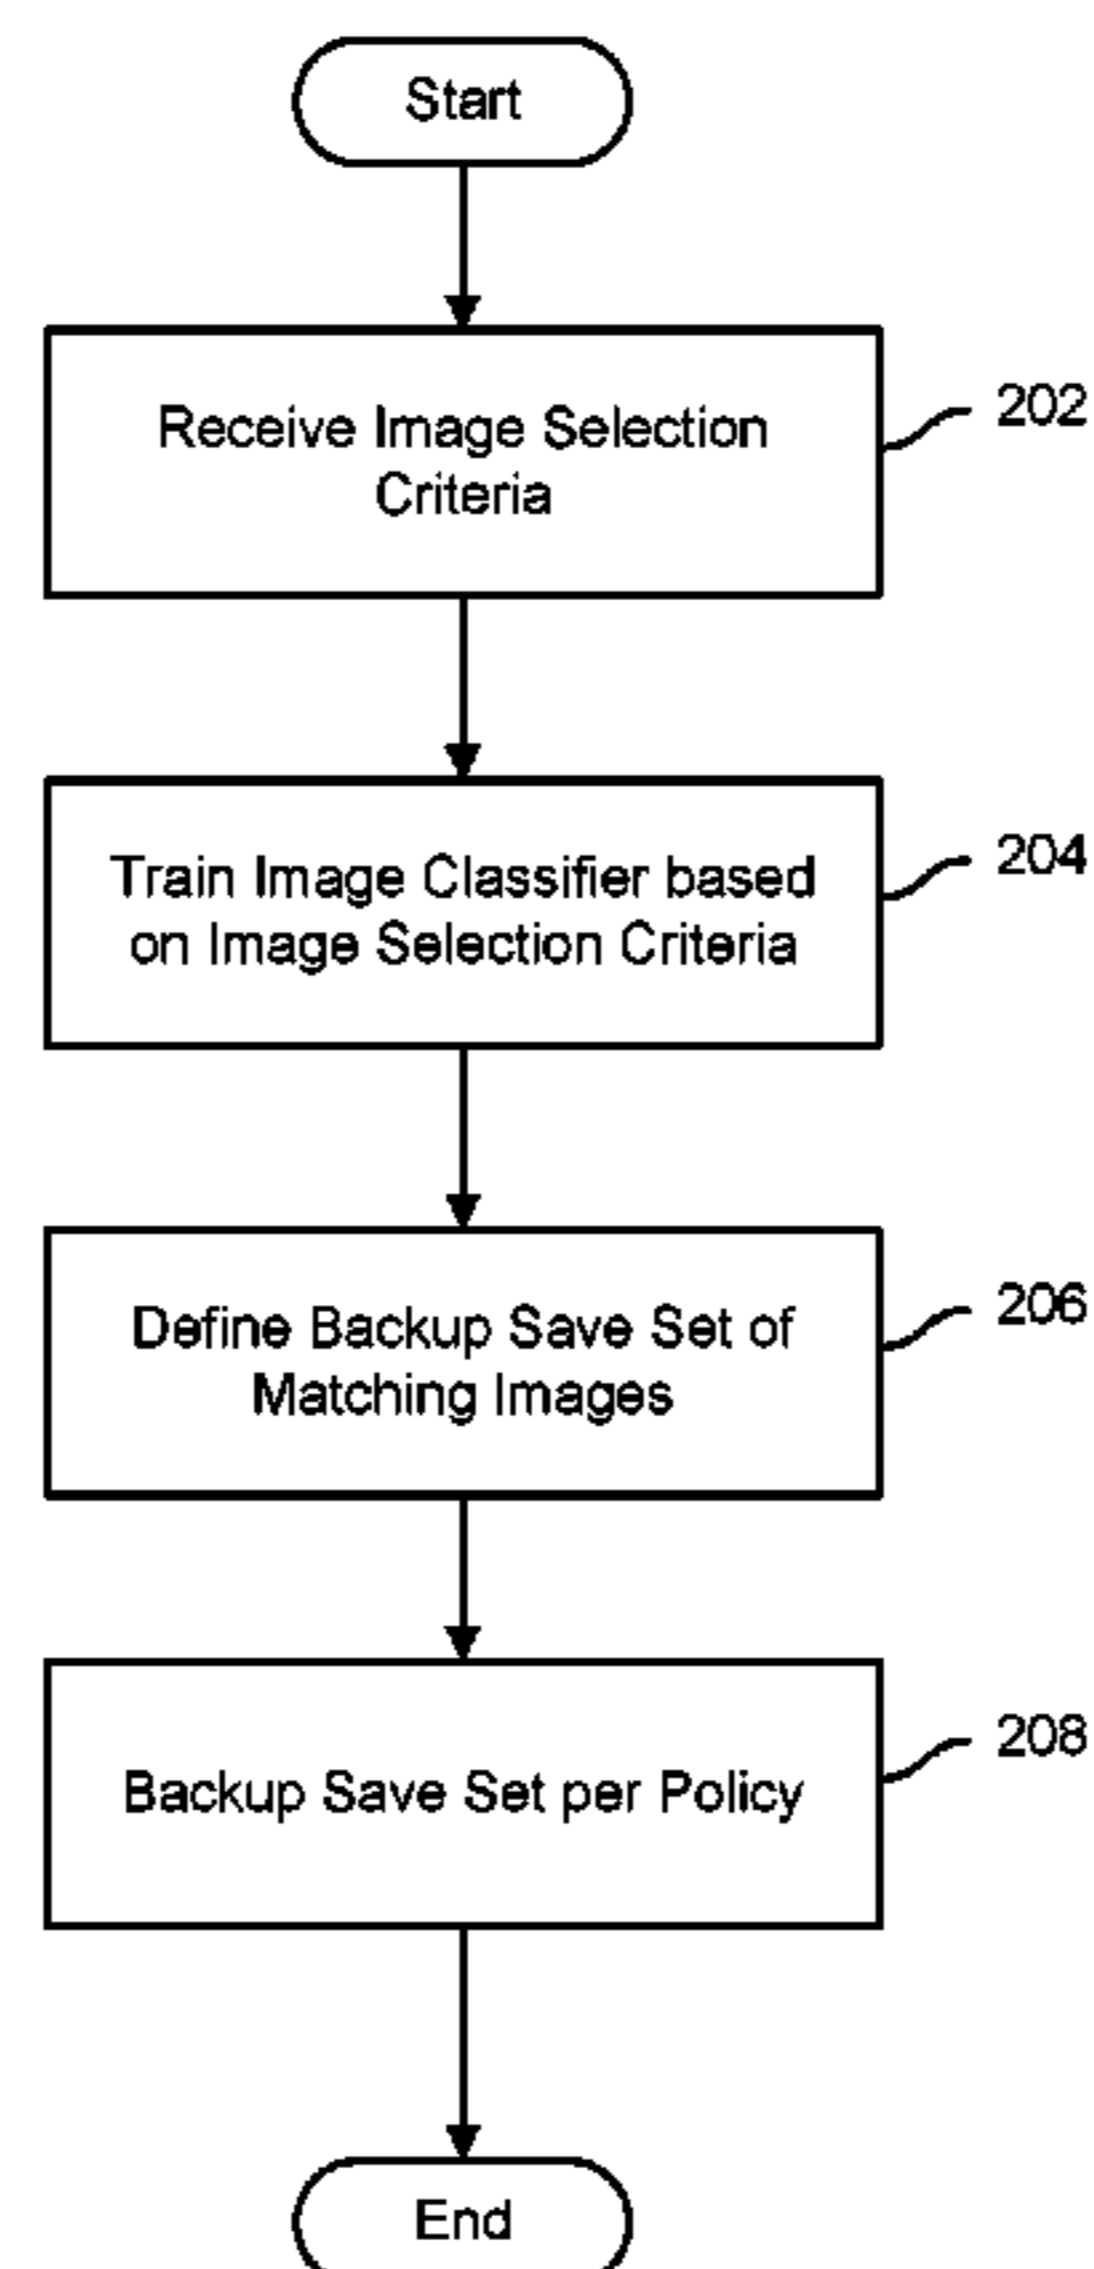 Start
Receive Image Selection
Criteria
202
Train Image Classifier based
on Image Selection Criteria
204
Define Backup Save Set of
Matching Images
206
Backup Save Set per Policy
208
End